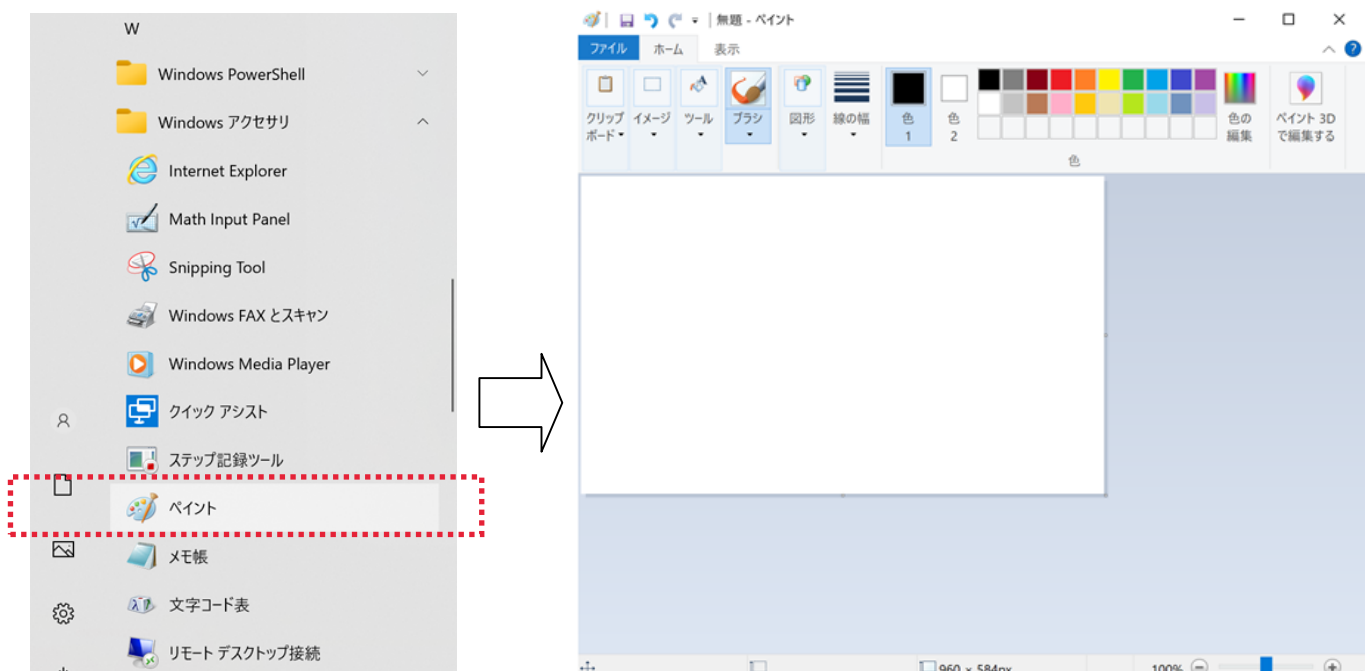 W
Windows PowerShell
Windows アクセサリ
Internet Explorer
Math Input Panel
Snipping Tool
Windows FAX とスキャン
Windows Media Player
クイック アシスト
ステップ記録ツール
ペイント
メモ帳
文字コード表
リモート デスクトップ接続
無題 - ペイント
ファイル ホーム 表示
クリップ
ボード
イメージ
ツール
ブラシ
図形
線の幅
色
1
色
2
色の
編集
ペイント 3D
で編集する
色
960 × 584px
100%